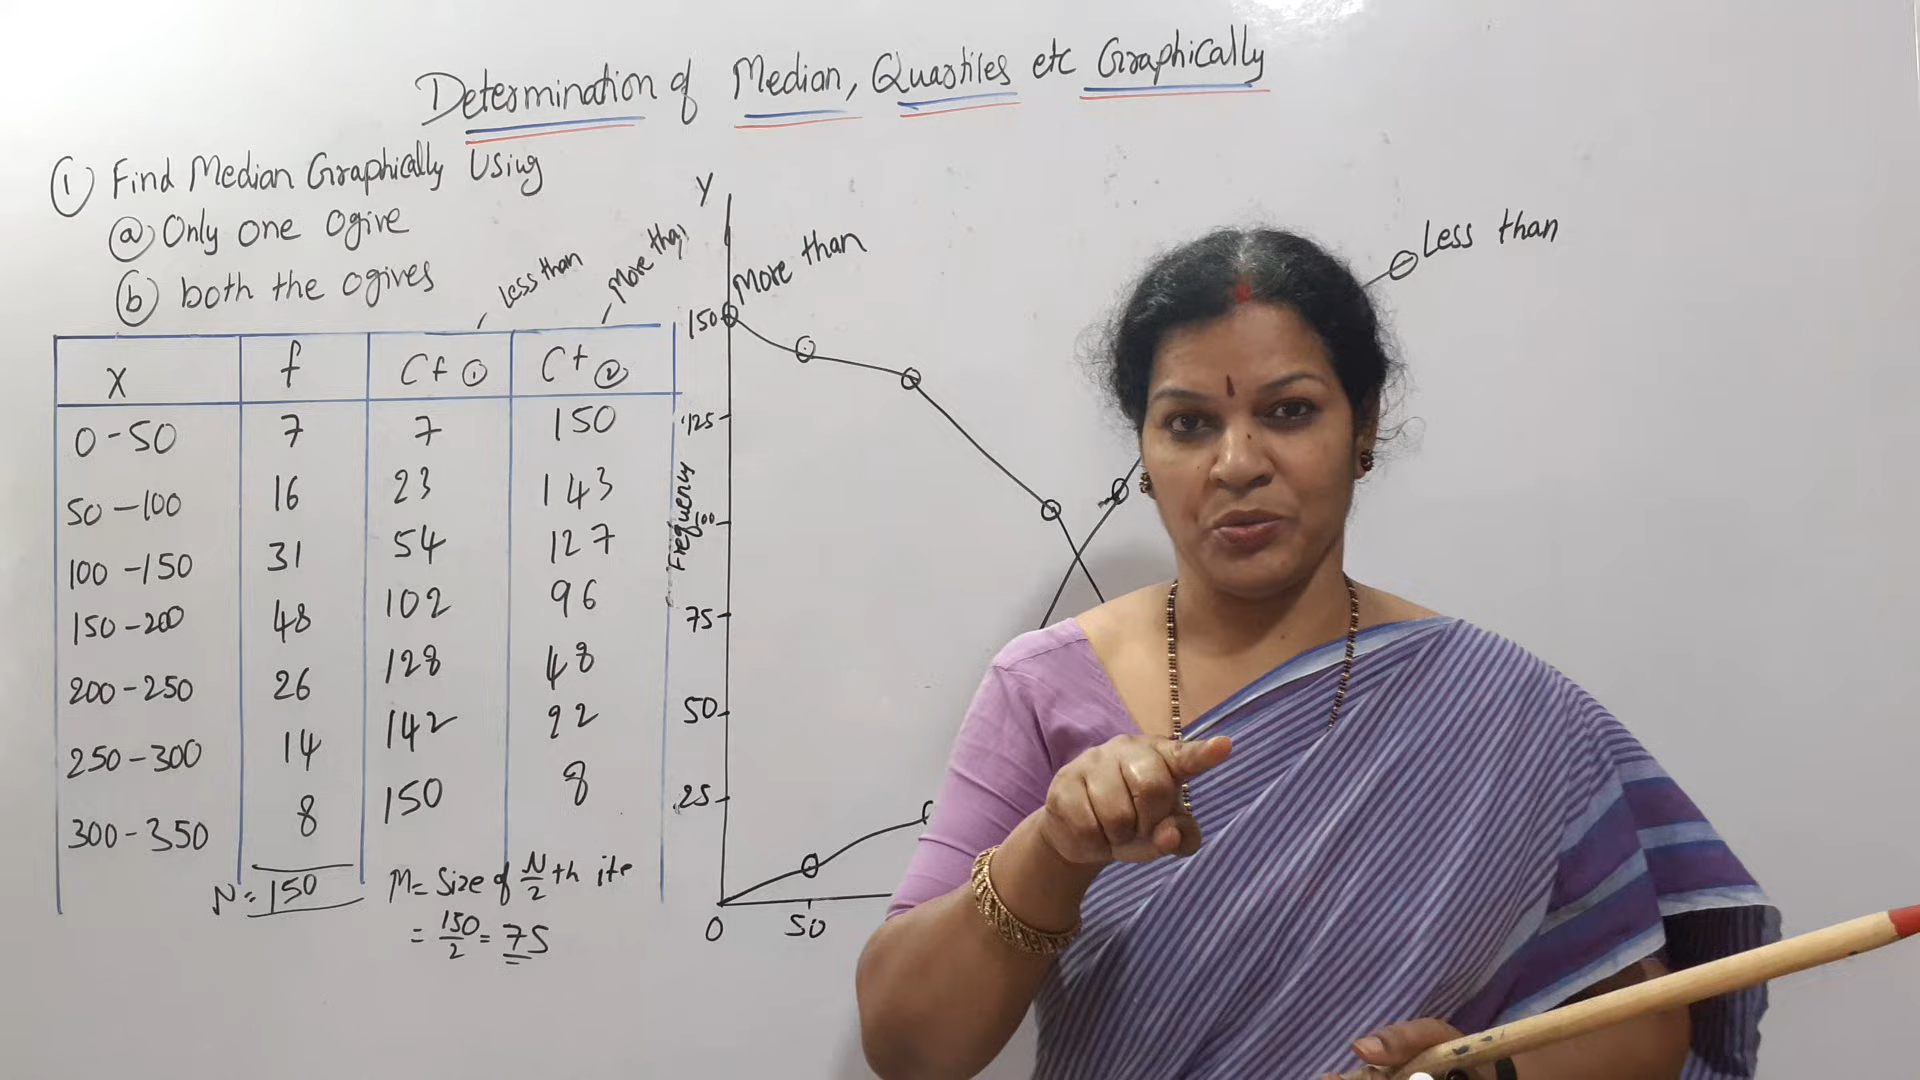 Determination of Median, Quartiles etc Graphically
① Find Median Graphically Using
ⓐ Only one ogive
ⓑ both the ogives
Less than
X f Cf ① Cf ②
0-50 7 7 150
50-100 16 23 143
100-150 31 54 127
150-200 48 102 96
200-250 26 128 48
250-300 14 142 22
300-350 8 150 8
N = 150
M = Size of N/2 th ite
= 150/2 = 75
Y
More than
Less than
150
125
100
75
50
25
Frequency
0 50